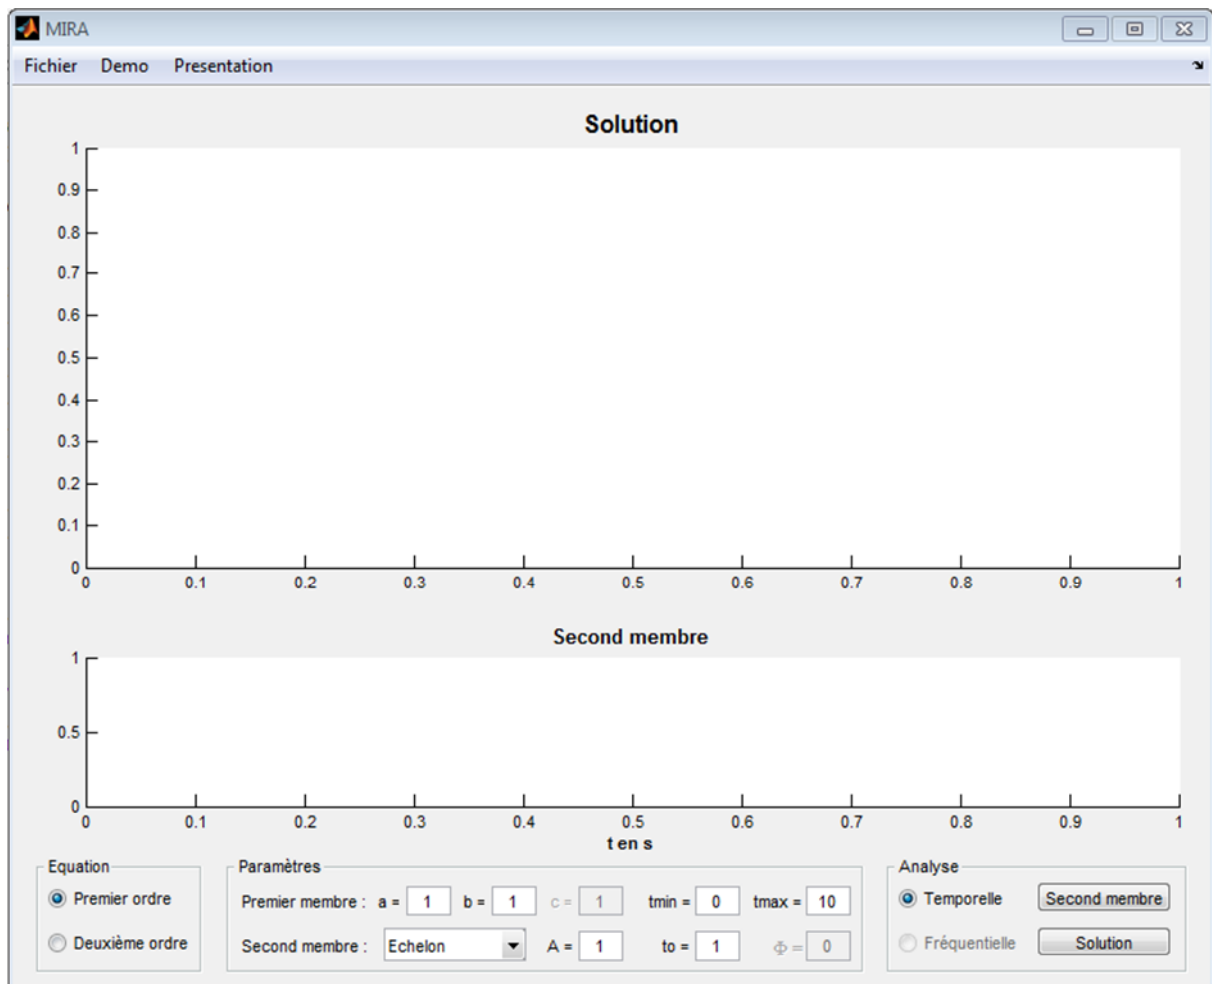 MIRA
Fichier Demo Presentation
Solution
1
0.9
0.8
0.7
0.6
0.5
0.4
0.3
0.2
0.1
0
0 0.1 0.2 0.3 0.4 0.5 0.6 0.7 0.8 0.9 1
Second membre
1
0.5
0
0 0.1 0.2 0.3 0.4 0.5 0.6 0.7 0.8 0.9 1
t en s
Equation Paramètres Analyse
Premier ordre Premier membre : a = 1 b = 1 c = 1 tmin = 0 tmax = 10 Temporelle Second membre
Deuxième ordre Second membre : Echelon A = 1 to = 1 Φ = 0 Fréquentielle Solution